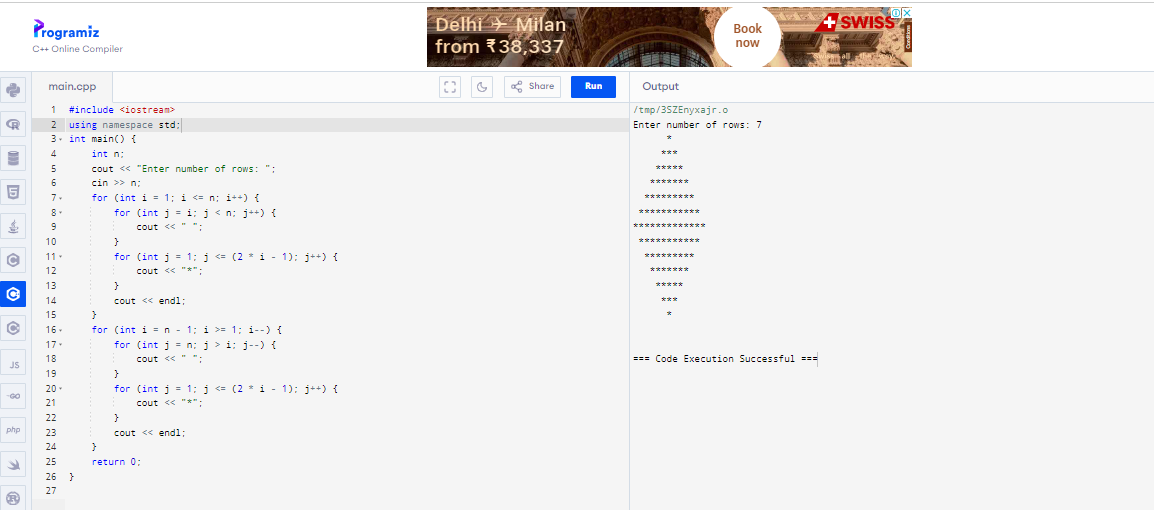 Programiz
C++ Online Compiler
Delhi ✈ Milan
from ₹38,337
Book
now
SWISS
Conditions
main.cpp
Share
Run
Output
1 #include <iostream>
2 using namespace std;
3 int main() {
4     int n;
5     cout << "Enter number of rows: ";
6     cin >> n;
7     for (int i = 1; i <= n; i++) {
8         for (int j = i; j < n; j++) {
9             cout << " ";
10         }
11         for (int j = 1; j <= (2 * i - 1); j++) {
12             cout << "*";
13         }
14         cout << endl;
15     }
16     for (int i = n - 1; i >= 1; i--) {
17         for (int j = n; j > i; j--) {
18             cout << " ";
19         }
20         for (int j = 1; j <= (2 * i - 1); j++) {
21             cout << "*";
22         }
23         cout << endl;
24     }
25     return 0;
26 }
27
/tmp/3SZEnyxajr.o
Enter number of rows: 7
      *
     ***
    *****
   *******
  *********
 ***********
*************
 ***********
  *********
   *******
    *****
     ***
      *
=== Code Execution Successful ===
JS
GO
php